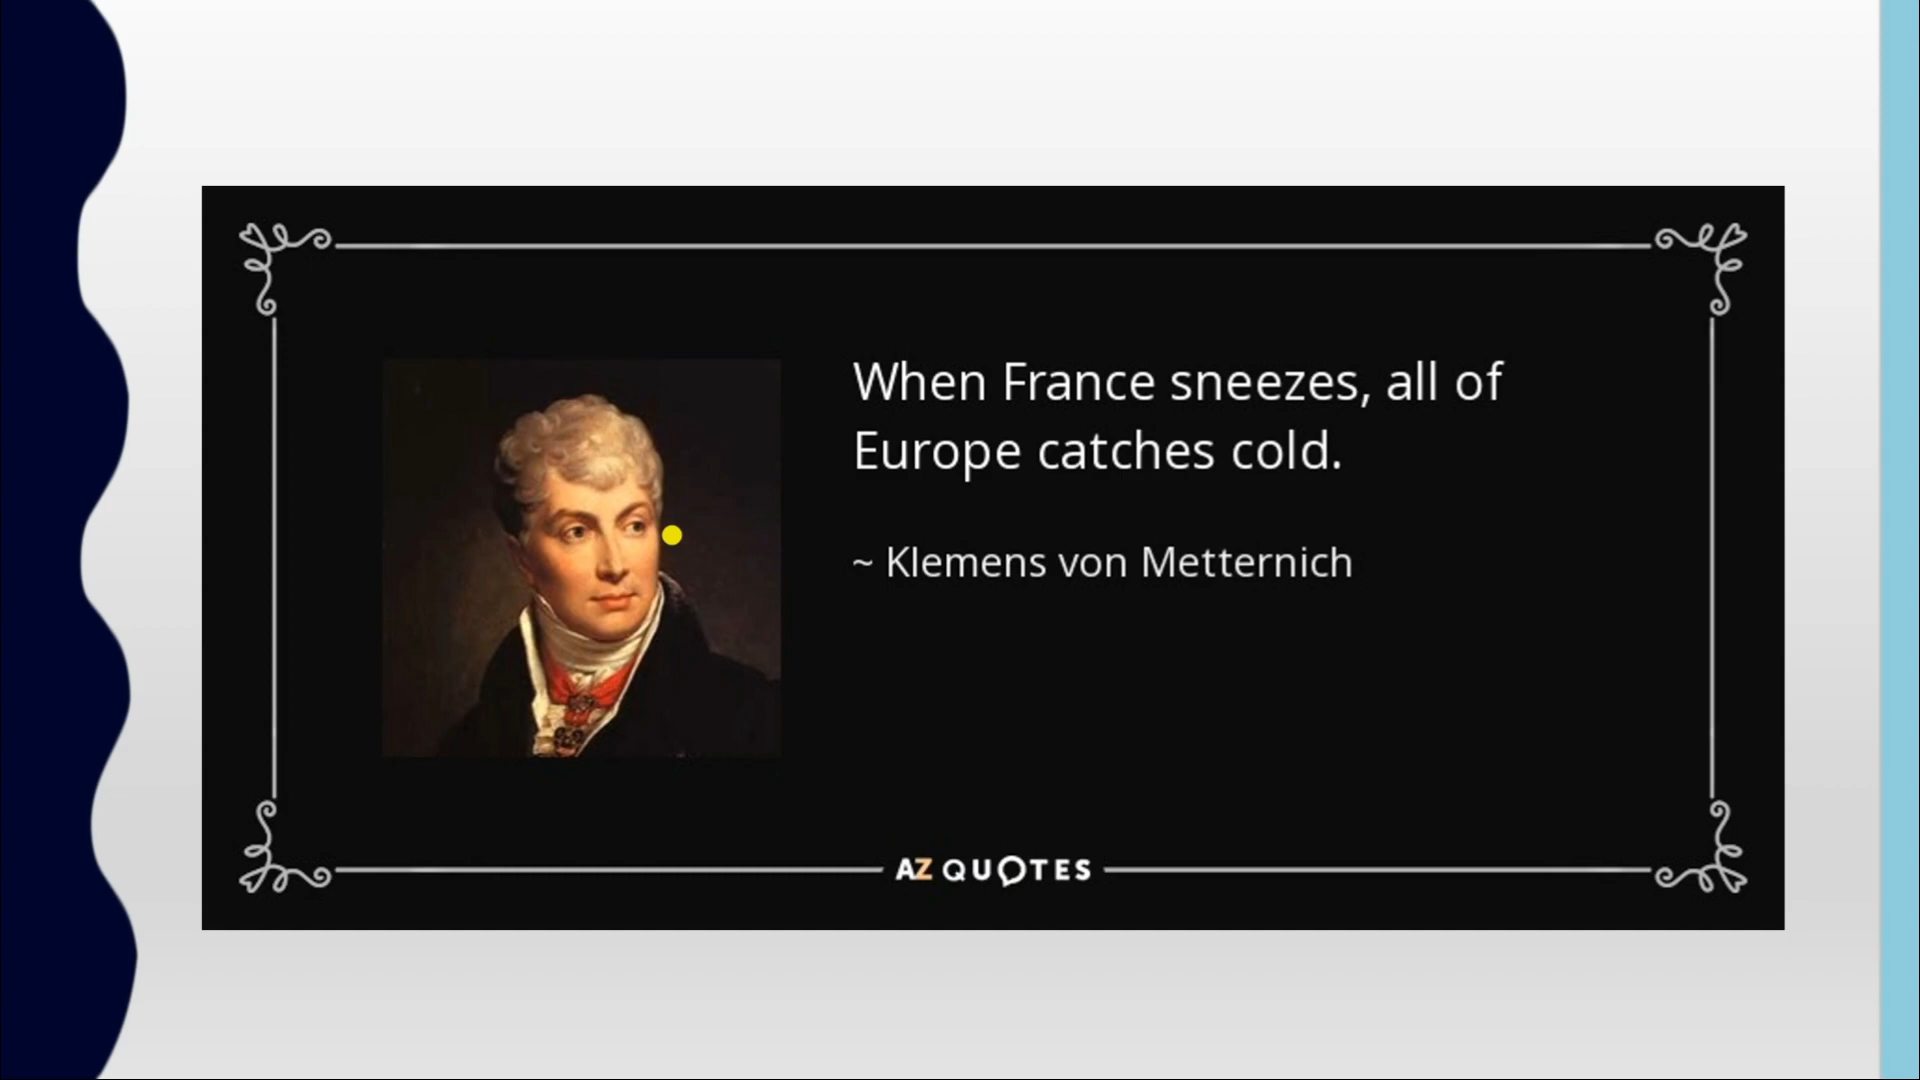 When France sneezes, all of
Europe catches cold.
~ Klemens von Metternich
AZ QUOTES